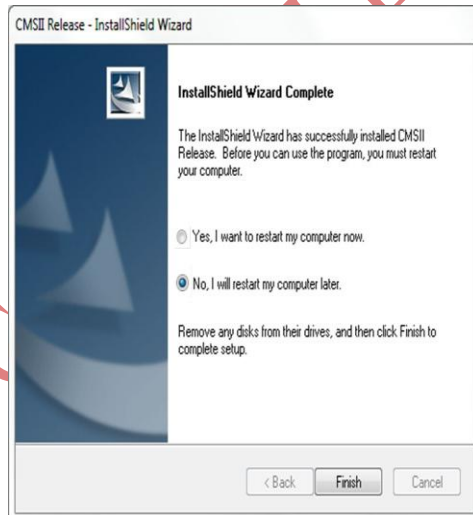 CMSII Release - InstallShield Wizard
InstallShield Wizard Complete
The InstallShield Wizard has successfully installed CMSII
Release. Before you can use the program, you must restart
your computer.
Yes, I want to restart my computer now.
No, I will restart my computer later.
Remove any disks from their drives, and then click Finish to
complete setup.
< Back
Finish
Cancel